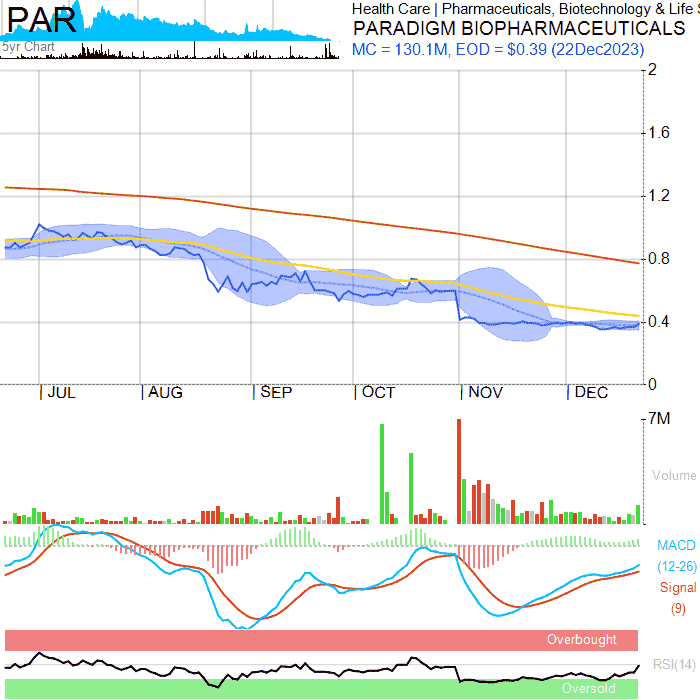 PAR
5yr Chart
Health Care | Pharmaceuticals, Biotechnology & Life S
PARADIGM BIOPHARMACEUTICALS
MC = 130.1M, EOD = $0.39 (22Dec2023)
2
1.6
1.2
0.8
0.4
0
JUL AUG SEP OCT NOV DEC
7M
Volume
MACD
(12-26)
Signal
(9)
Overbought
RSI(14)
Oversold